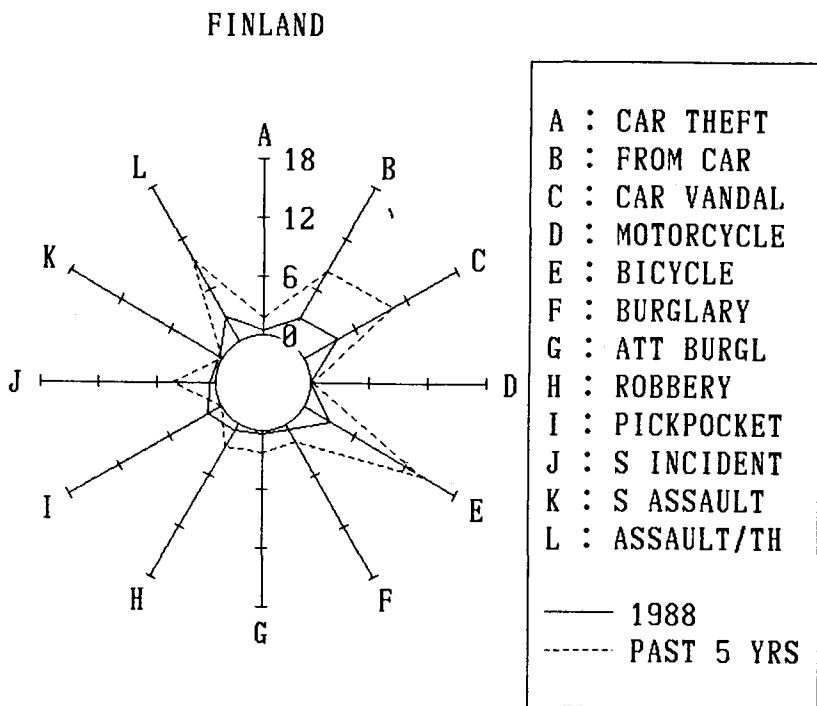 FINLAND
A
18
12
6
0
B
C
D
E
F
G
H
I
J
K
L
A : CAR THEFT
B : FROM CAR
C : CAR VANDAL
D : MOTORCYCLE
E : BICYCLE
F : BURGLARY
G : ATT BURGL
H : ROBBERY
I : PICKPOCKET
J : S INCIDENT
K : S ASSAULT
L : ASSAULT/TH
1988
PAST 5 YRS